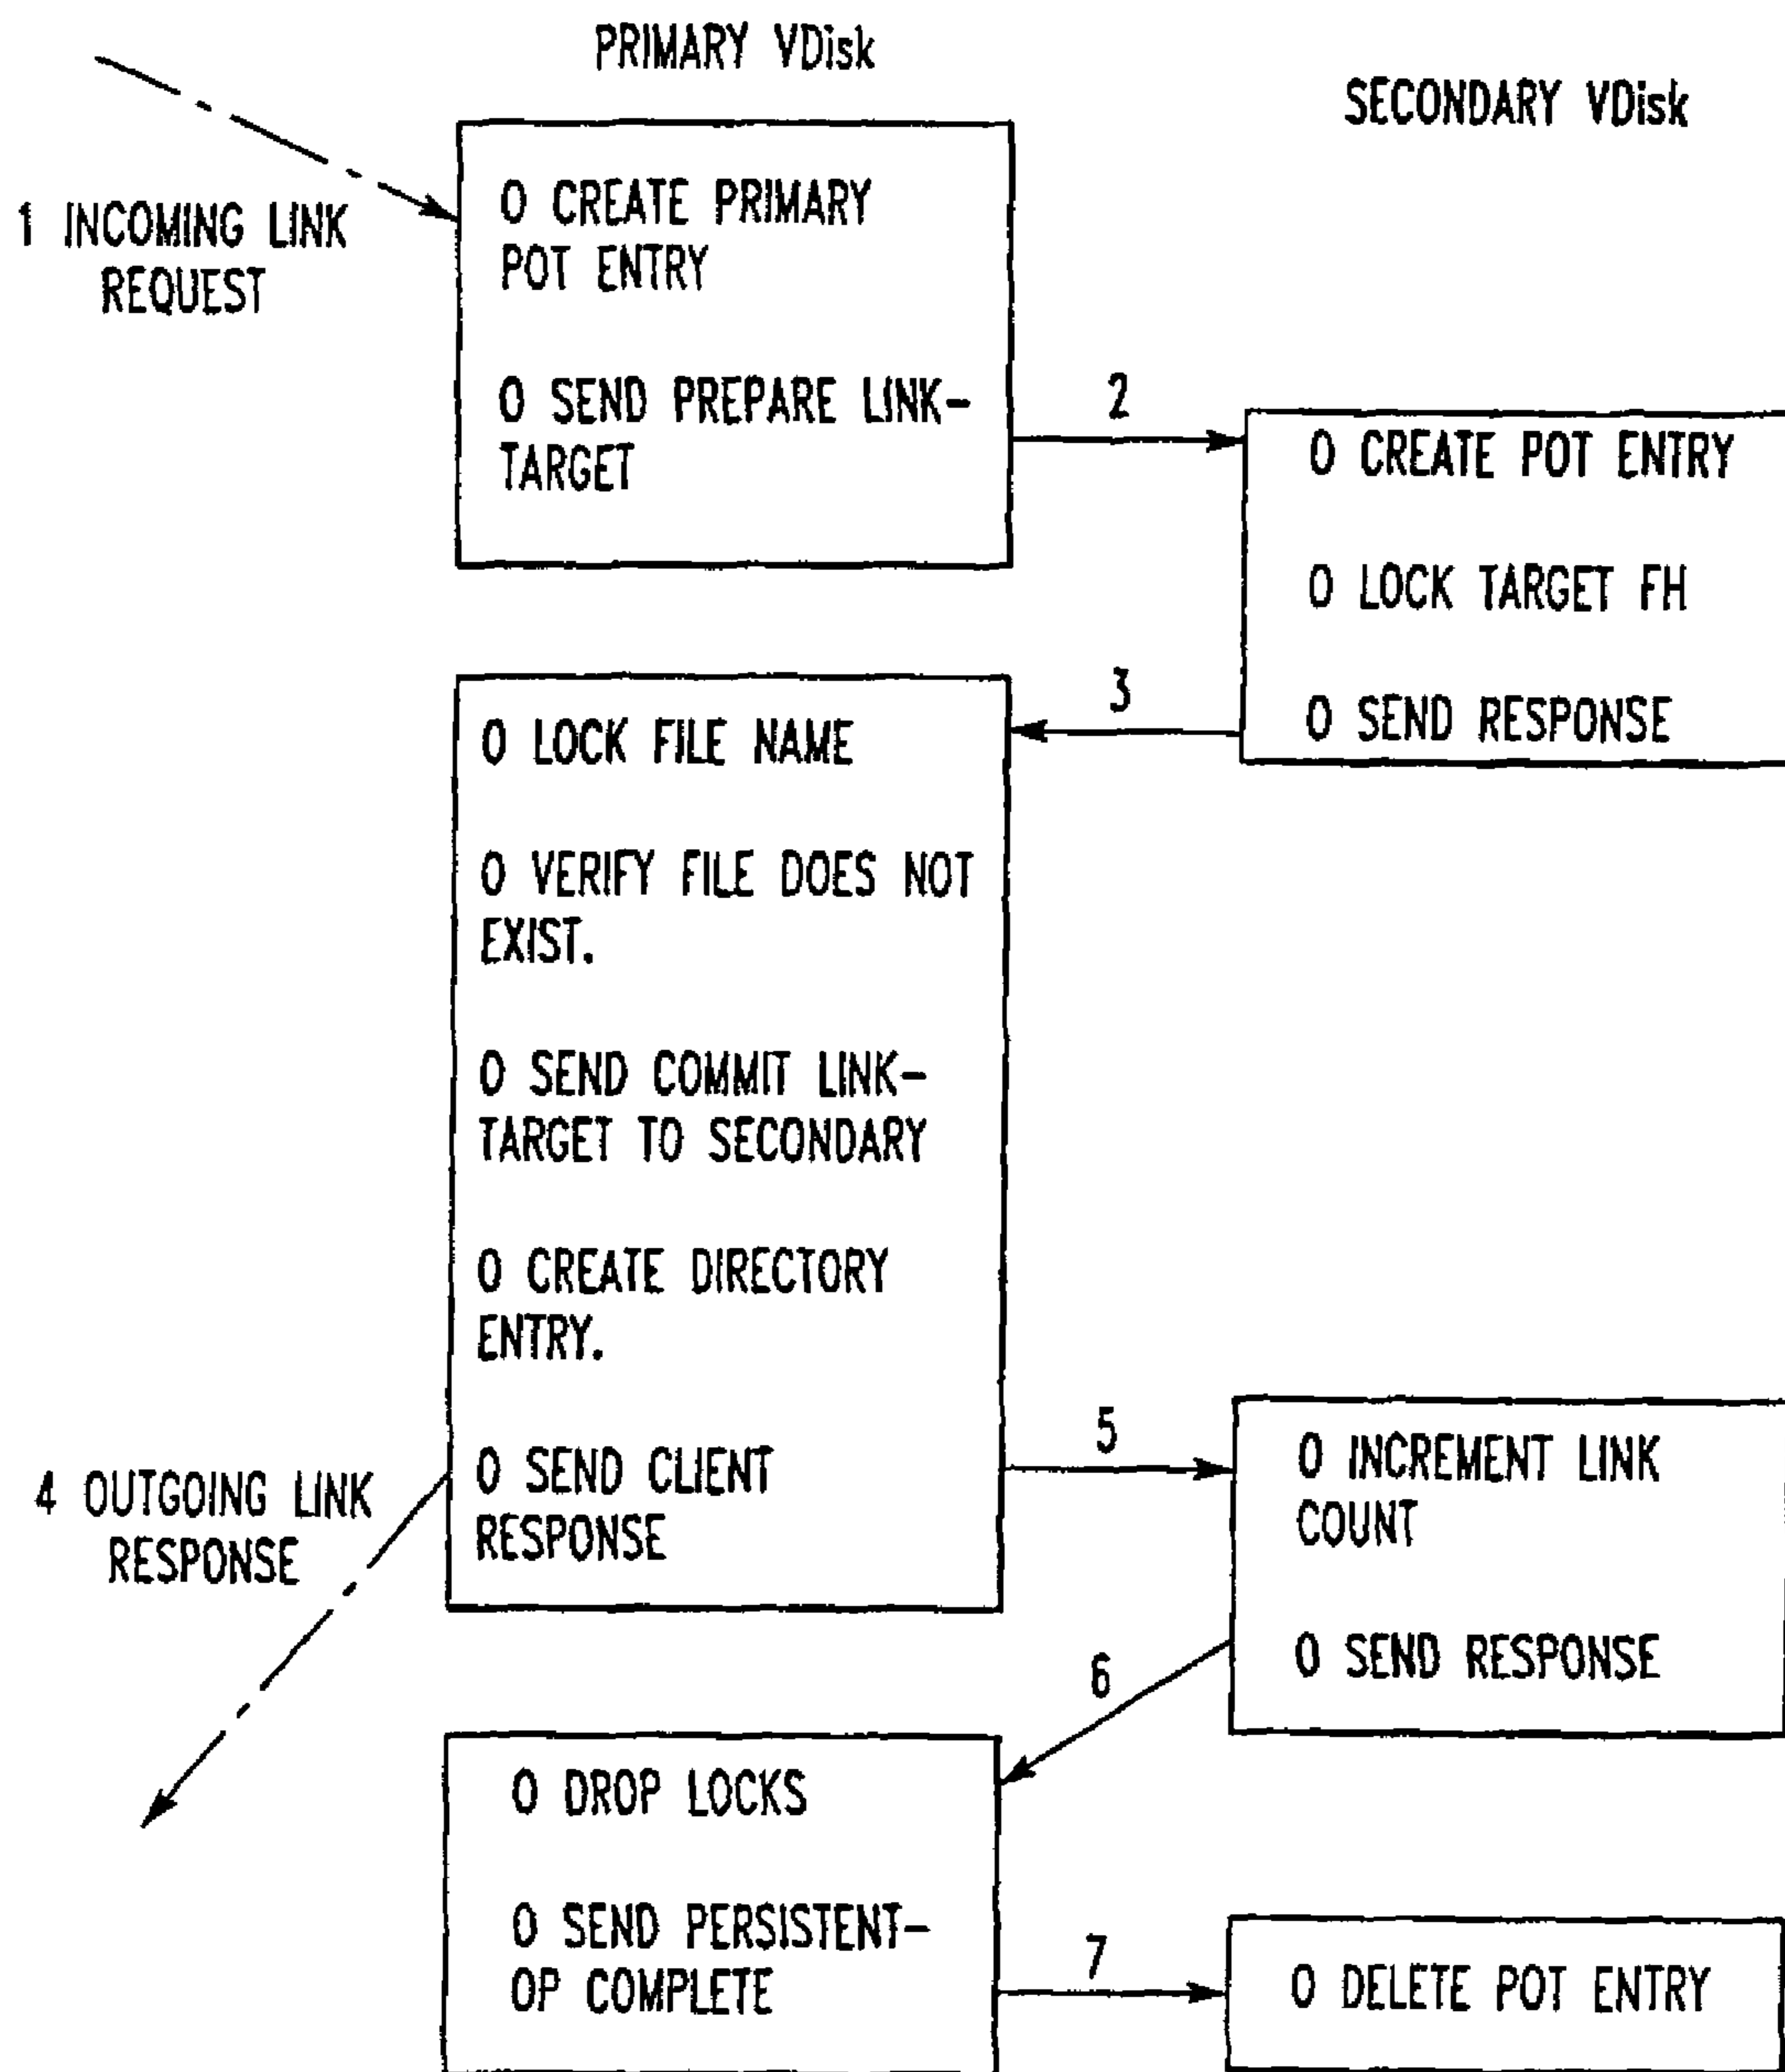 PRIMARY VDisk
SECONDARY VDisk
1 INCOMING LINK
REQUEST
O CREATE PRIMARY
POT ENTRY
O SEND PREPARE LINK-
TARGET
2
O CREATE POT ENTRY
O LOCK TARGET FH
O SEND RESPONSE
3
O LOCK FILE NAME
O VERIFY FILE DOES NOT
EXIST.
O SEND COMMIT LINK-
TARGET TO SECONDARY
O CREATE DIRECTORY
ENTRY.
O SEND CLIENT
RESPONSE
4 OUTGOING LINK
RESPONSE
5
O INCREMENT LINK
COUNT
O SEND RESPONSE
6
O DROP LOCKS
O SEND PERSISTENT-
OP COMPLETE
7
O DELETE POT ENTRY